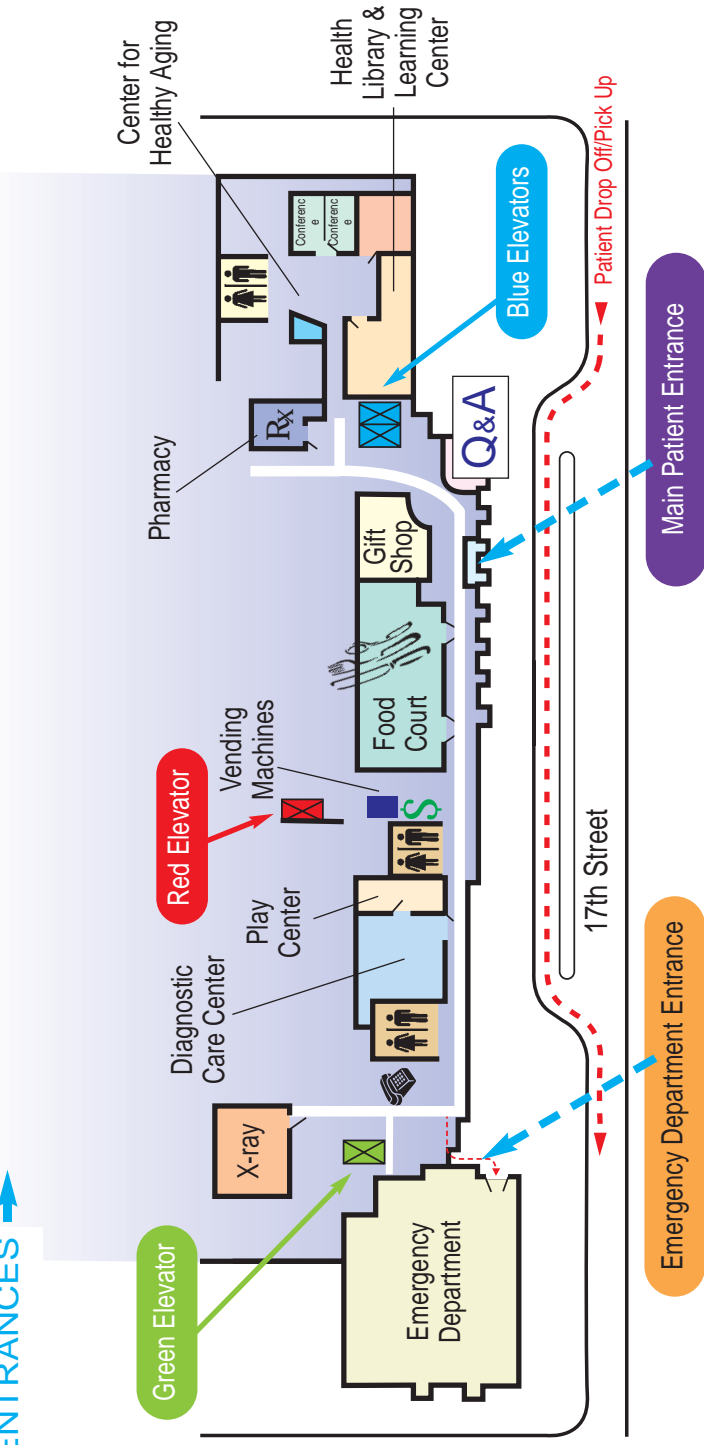 ENTRANCES
Green Elevator
X-ray
Emergency
Department
Diagnostic
Care Center
Play
Center
Red Elevator
Vending
Machines
$
Food
Court
Gift
Shop
Pharmacy
Rx
Center for
Healthy Aging
Conferenc
e
Conferenc
e
Health
Library &
Learning
Center
Blue Elevators
Q&A
Patient Drop Off/Pick Up
Main Patient Entrance
17th Street
Emergency Department Entrance